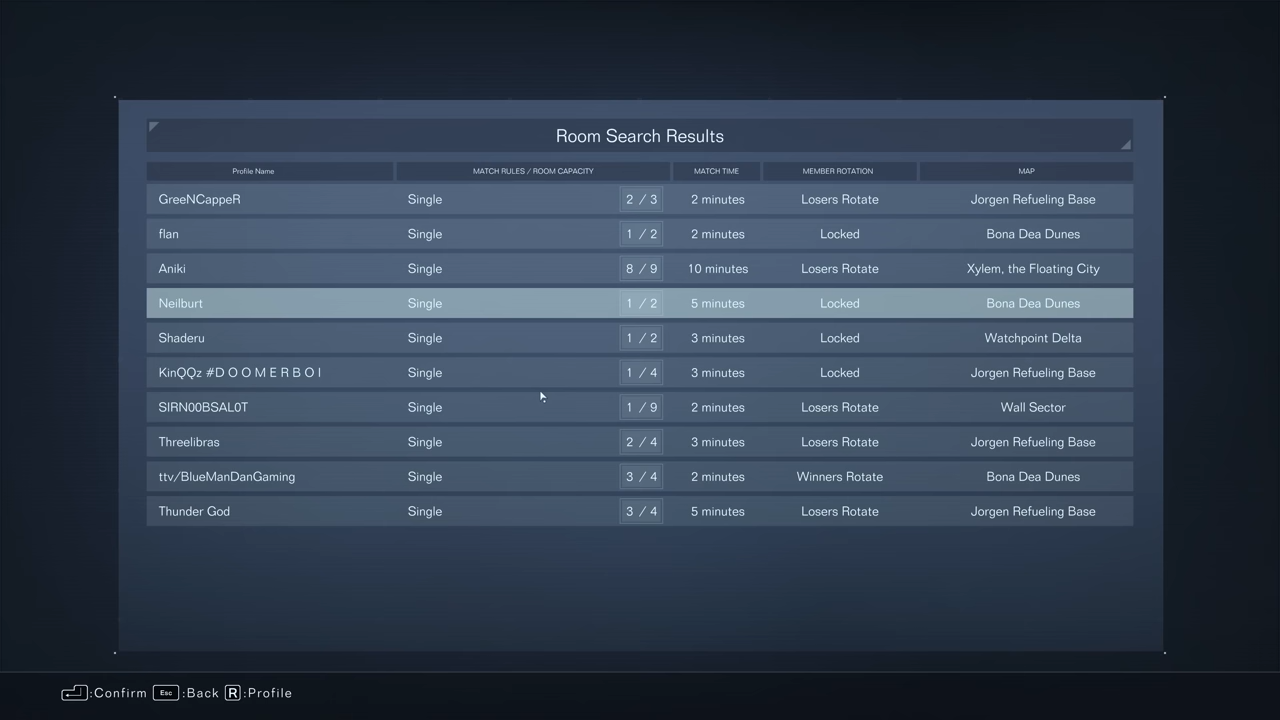 Room Search Results
Profile Name MATCH RULES / ROOM CAPACITY MATCH TIME MEMBER ROTATION MAP
GreeNCappeR Single 2 / 3 2 minutes Losers Rotate Jorgen Refueling Base
flan Single 1 / 2 2 minutes Locked Bona Dea Dunes
Aniki Single 8 / 9 10 minutes Losers Rotate Xylem, the Floating City
Neilburt Single 1 / 2 5 minutes Locked Bona Dea Dunes
Shaderu Single 1 / 2 3 minutes Locked Watchpoint Delta
KinQQz #D O O M E R B O I Single 1 / 4 3 minutes Locked Jorgen Refueling Base
SIRN00BSAL0T Single 1 / 9 2 minutes Losers Rotate Wall Sector
Threelibras Single 2 / 4 3 minutes Losers Rotate Jorgen Refueling Base
ttv/BlueManDanGaming Single 3 / 4 2 minutes Winners Rotate Bona Dea Dunes
Thunder God Single 3 / 4 5 minutes Losers Rotate Jorgen Refueling Base
:Confirm Esc :Back R :Profile